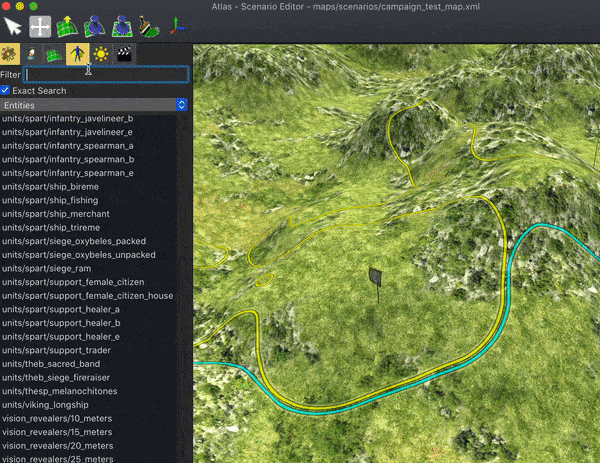 Atlas - Scenario Editor - maps/scenarios/campaign_test_map.xml
Filter
Exact Search
Entities
units/spart/infantry_javelineer_b
units/spart/infantry_javelineer_e
units/spart/infantry_spearman_a
units/spart/infantry_spearman_b
units/spart/infantry_spearman_e
units/spart/ship_bireme
units/spart/ship_fishing
units/spart/ship_merchant
units/spart/ship_trireme
units/spart/siege_oxybeles_packed
units/spart/siege_oxybeles_unpacked
units/spart/siege_ram
units/spart/support_female_citizen
units/spart/support_female_citizen_house
units/spart/support_healer_a
units/spart/support_healer_b
units/spart/support_healer_e
units/spart/support_trader
units/theb_sacred_band
units/theb_siege_fireraiser
units/thesp_melanochitones
units/viking_longship
vision_revealers/10_meters
vision_revealers/15_meters
vision_revealers/20_meters
vision_revealers/25_meters